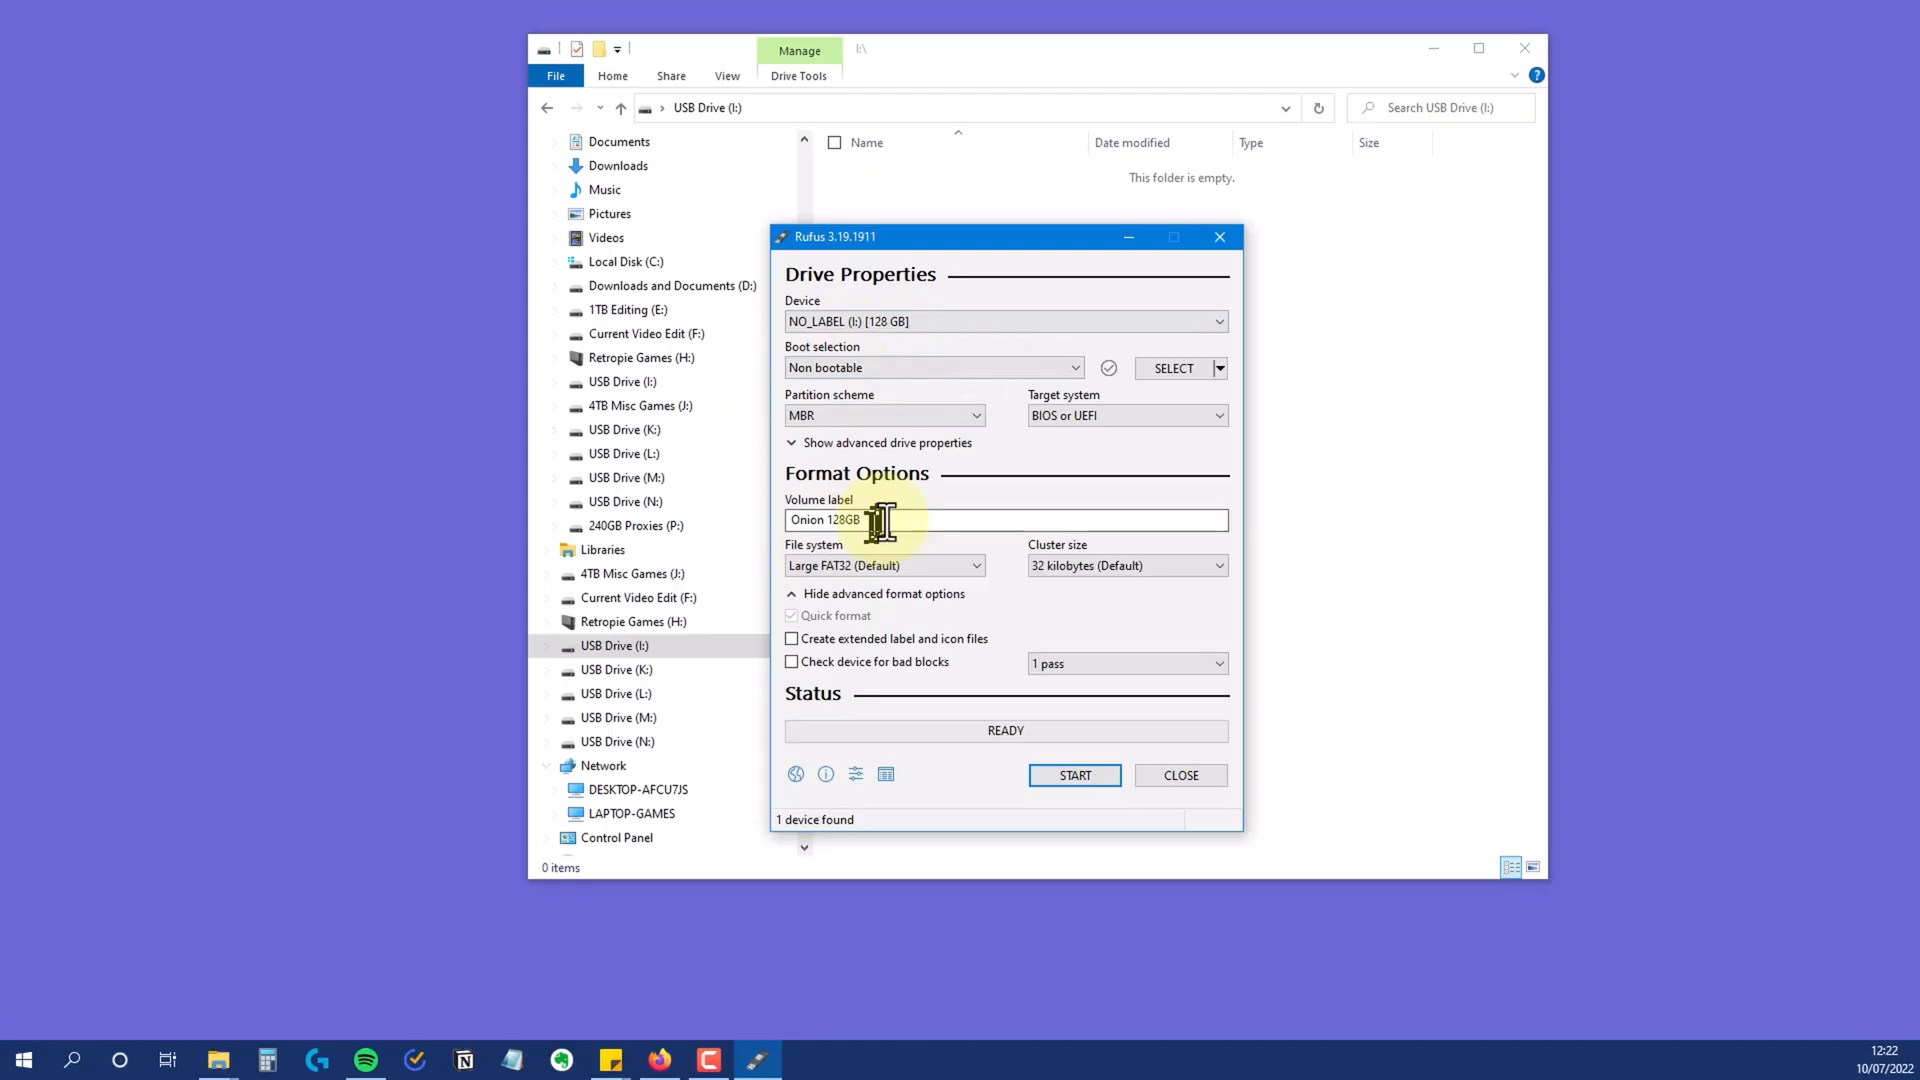 Manage
I:\
File
Home
Share
View
Drive Tools
?
USB Drive (I:)
Search USB Drive (I:)
Documents
Downloads
Music
Pictures
Videos
Local Disk (C:)
Downloads and Documents (D:)
1TB Editing (E:)
Current Video Edit (F:)
Retropie Games (H:)
USB Drive (I:)
4TB Misc Games (J:)
USB Drive (K:)
USB Drive (L:)
USB Drive (M:)
USB Drive (N:)
240GB Proxies (P:)
Libraries
4TB Misc Games (J:)
Current Video Edit (F:)
Retropie Games (H:)
USB Drive (I:)
USB Drive (K:)
USB Drive (L:)
USB Drive (M:)
USB Drive (N:)
Network
DESKTOP-AFCU7JS
LAPTOP-GAMES
Control Panel
0 items
Name
Date modified
Type
Size
This folder is empty.
Rufus 3.19.1911
Drive Properties
Device
NO_LABEL (I:) [128 GB]
Boot selection
Non bootable
SELECT
Partition scheme
Target system
MBR
BIOS or UEFI
Show advanced drive properties
Format Options
Volume label
Onion 128GB
File system
Cluster size
Large FAT32 (Default)
32 kilobytes (Default)
Hide advanced format options
Quick format
Create extended label and icon files
Check device for bad blocks
1 pass
Status
READY
START
CLOSE
1 device found
12:22
10/07/2022